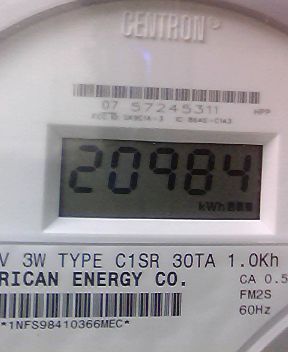 CENTRON®
07 57245311 HPP
20984
kWh
V 3W TYPE C1SR 30TA 1.0Kh
RICAN ENERGY CO.
CA 0.5
FM2S
60Hz
*1NFS98410366MEC*